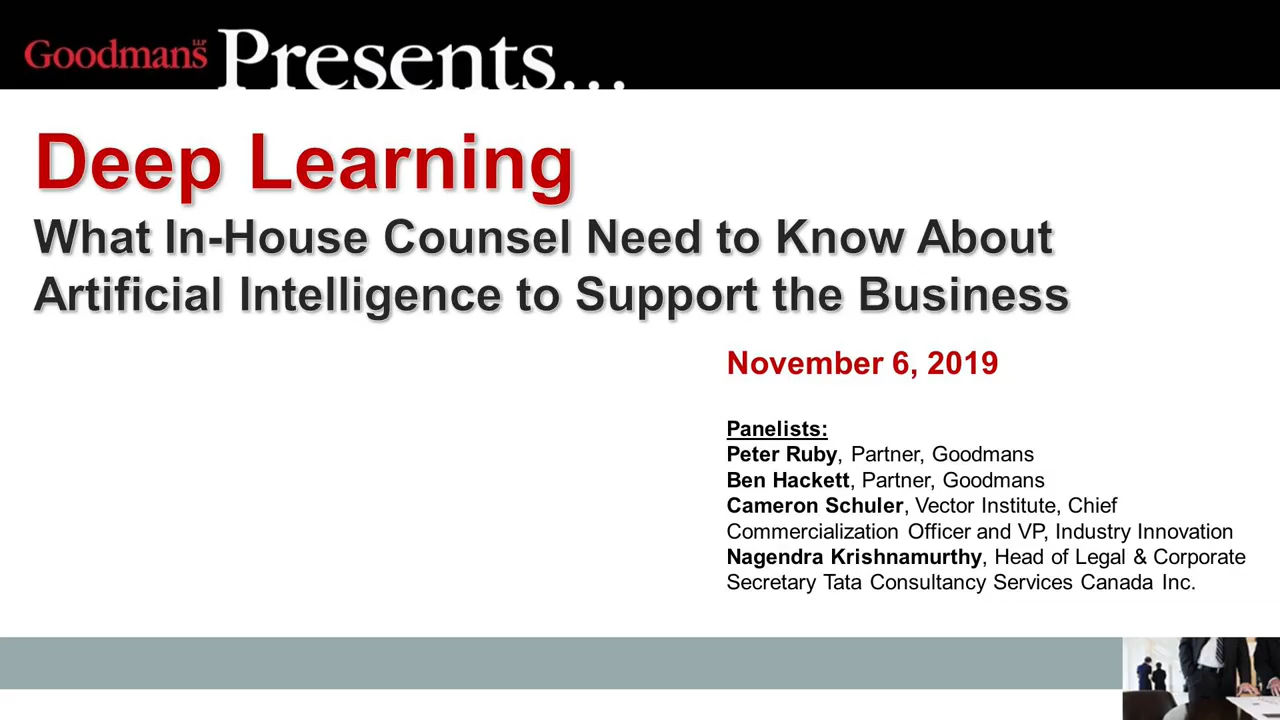 Goodmans LLP Presents...
Deep Learning
What In-House Counsel Need to Know About
Artificial Intelligence to Support the Business
November 6, 2019
Panelists:
Peter Ruby, Partner, Goodmans
Ben Hackett, Partner, Goodmans
Cameron Schuler, Vector Institute, Chief
Commercialization Officer and VP, Industry Innovation
Nagendra Krishnamurthy, Head of Legal & Corporate
Secretary Tata Consultancy Services Canada Inc.